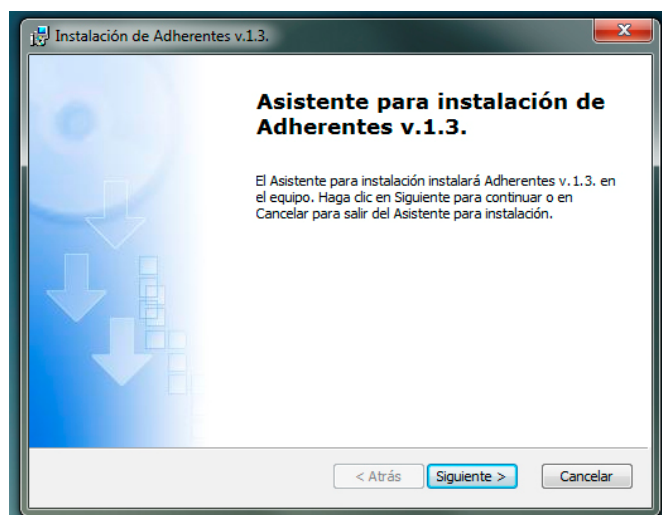 Instalación de Adherentes v.1.3.
Asistente para instalación de
Adherentes v.1.3.
El Asistente para instalación instalará Adherentes v.1.3. en
el equipo. Haga clic en Siguiente para continuar o en
Cancelar para salir del Asistente para instalación.
< Atrás Siguiente > Cancelar